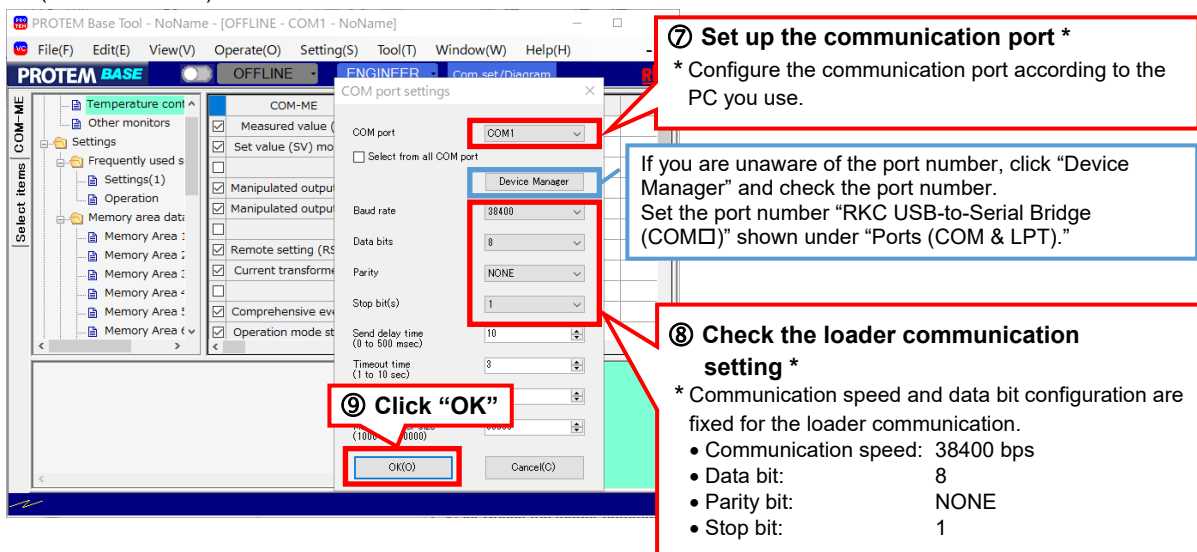 PROTEM Base Tool - NoName - [OFFLINE - COM1 - NoName]
File(F) Edit(E) View(V) Operate(O) Setting(S) Tool(T) Window(W) Help(H)
PROTEM BASE OFFLINE ENGINEER Com.set/Diagram
COM-ME
Select items
Temperature cont
Other monitors
Settings
Frequently used s
Settings(1)
Operation
Memory area data
Memory Area
Memory Area
Memory Area
Memory Area
Memory Area
Memory Area
COM-ME
Measured value (
Set value (SV) mo
Manipulated output
Manipulated output
Remote setting (RS
Current transforme
Comprehensive eve
Operation mode st
COM port settings
COM port COM1
Select from all COM port
Device Manager
Baud rate 38400
Data bits 8
Parity NONE
Stop bit(s) 1
Send delay time 10
(0 to 500 msec)
Timeout time 3
(1 to 10 sec)
OK(O) Cancel(C)
⑦ Set up the communication port *
* Configure the communication port according to the
PC you use.
If you are unaware of the port number, click “Device
Manager” and check the port number.
Set the port number “RKC USB-to-Serial Bridge
(COM□)” shown under “Ports (COM & LPT).”
⑧ Check the loader communication
setting *
* Communication speed and data bit configuration are
fixed for the loader communication.
• Communication speed: 38400 bps
• Data bit: 8
• Parity bit: NONE
• Stop bit: 1
⑨ Click “OK”